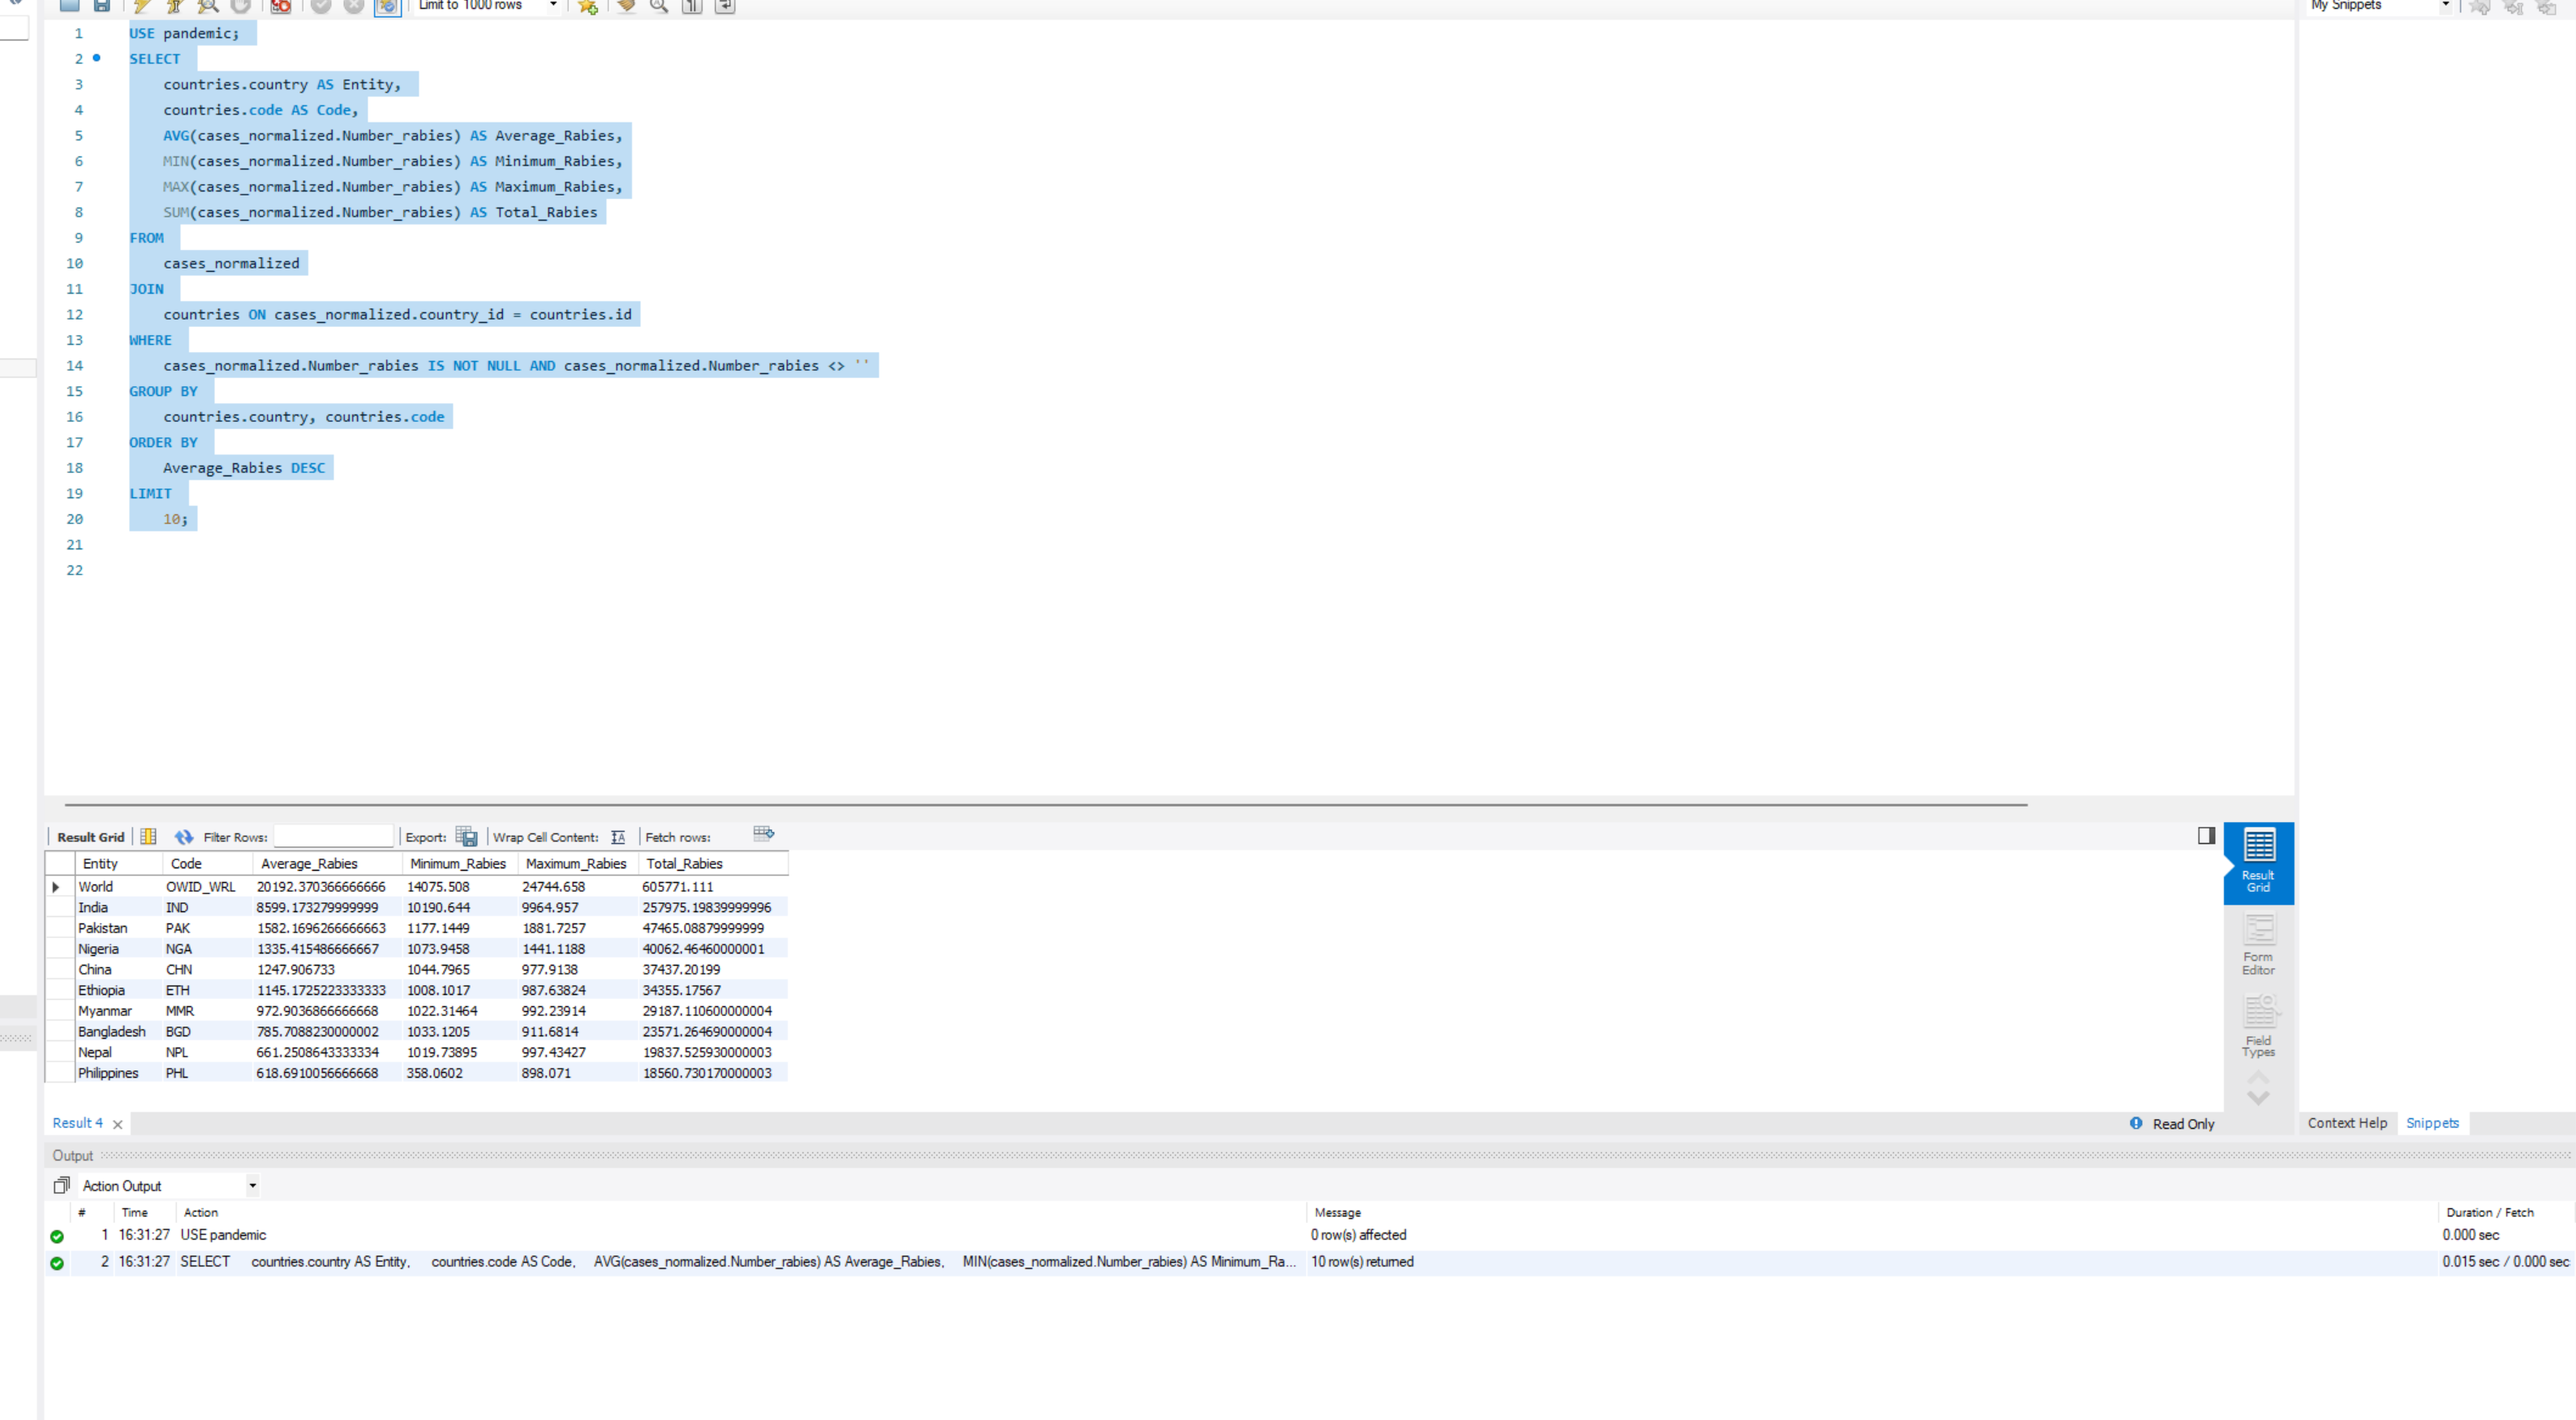 Limit to 1000 rows
My Snippets
1 USE pandemic;
2 SELECT
3 countries.country AS Entity,
4 countries.code AS Code,
5 AVG(cases_normalized.Number_rabies) AS Average_Rabies,
6 MIN(cases_normalized.Number_rabies) AS Minimum_Rabies,
7 MAX(cases_normalized.Number_rabies) AS Maximum_Rabies,
8 SUM(cases_normalized.Number_rabies) AS Total_Rabies
9 FROM
10 cases_normalized
11 JOIN
12 countries ON cases_normalized.country_id = countries.id
13 WHERE
14 cases_normalized.Number_rabies IS NOT NULL AND cases_normalized.Number_rabies <> ''
15 GROUP BY
16 countries.country, countries.code
17 ORDER BY
18 Average_Rabies DESC
19 LIMIT
20 10;
21
22
Result Grid Filter Rows: Export: Wrap Cell Content: Fetch rows:
Entity Code Average_Rabies Minimum_Rabies Maximum_Rabies Total_Rabies
World OWID_WRL 20192.370366666666 14075.508 24744.658 605771.111
India IND 8599.173279999999 10190.644 9964.957 257975.19839999996
Pakistan PAK 1582.1696266666663 1177.1449 1881.7257 47465.08879999999
Nigeria NGA 1335.415486666667 1073.9458 1441.1188 40062.46460000001
China CHN 1247.906733 1044.7965 977.9138 37437.20199
Ethiopia ETH 1145.1725223333333 1008.1017 987.63824 34355.17567
Myanmar MMR 972.9036866666668 1022.31464 992.23914 29187.110600000004
Bangladesh BGD 785.7088230000002 1033.1205 911.6814 23571.264690000004
Nepal NPL 661.2508643333334 1019.73895 997.43427 19837.525930000003
Philippines PHL 618.6910056666668 358.0602 898.071 18560.730170000003
Result
Grid
Form
Editor
Field
Types
Result 4
Read Only
Context Help Snippets
Output
Action Output
# Time Action Message Duration / Fetch
1 16:31:27 USE pandemic 0 row(s) affected 0.000 sec
2 16:31:27 SELECT countries.country AS Entity, countries.code AS Code, AVG(cases_normalized.Number_rabies) AS Average_Rabies, MIN(cases_normalized.Number_rabies) AS Minimum_Ra... 10 row(s) returned 0.015 sec / 0.000 sec